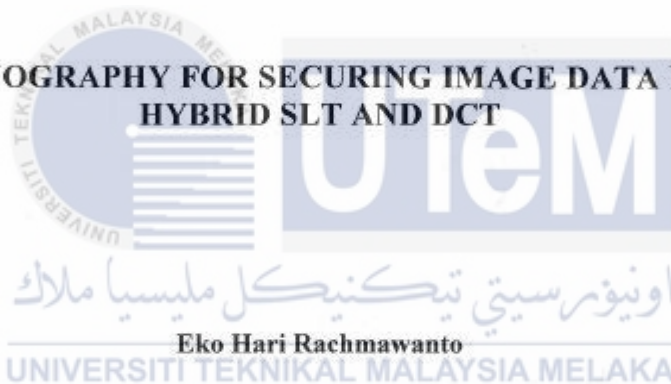 MALAYSIA
OGRAPHY FOR SECURING IMAGE DATA
HYBRID SLT AND DCT
UTeM
اونيۏرسيتي تيكنيكل مليسيا ملاك
Eko Hari Rachmawanto
UNIVERSITI TEKNIKAL MALAYSIA MELAKA